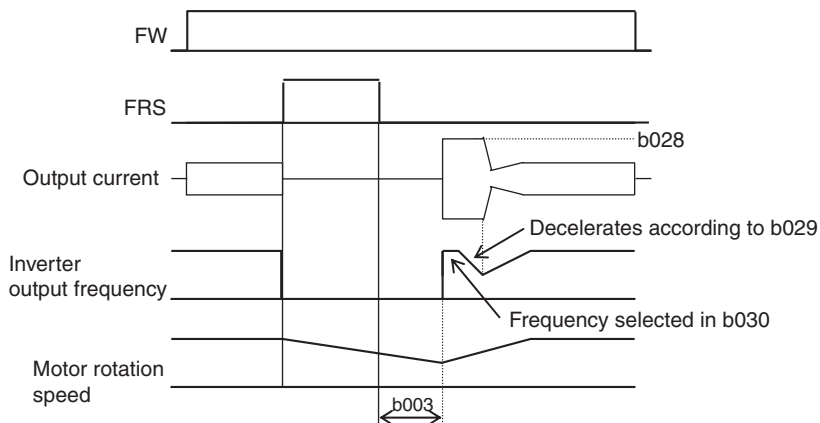 FW
FRS
b028
Output current
Decelerates according to b029
Inverter
output frequency
Frequency selected in b030
Motor rotation
speed
b003